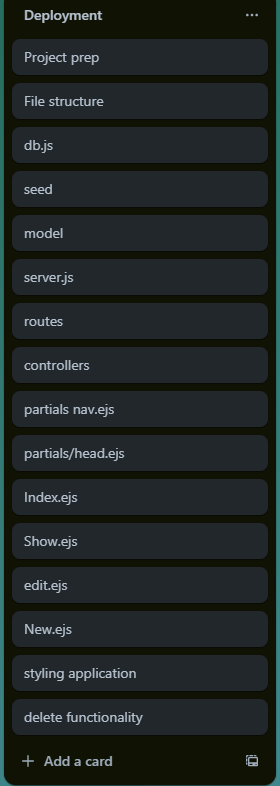 Deployment
Project prep
File structure
db.js
seed
model
server.js
routes
controllers
partials nav.ejs
partials/head.ejs
Index.ejs
Show.ejs
edit.ejs
New.ejs
styling application
delete functionality
Add a card